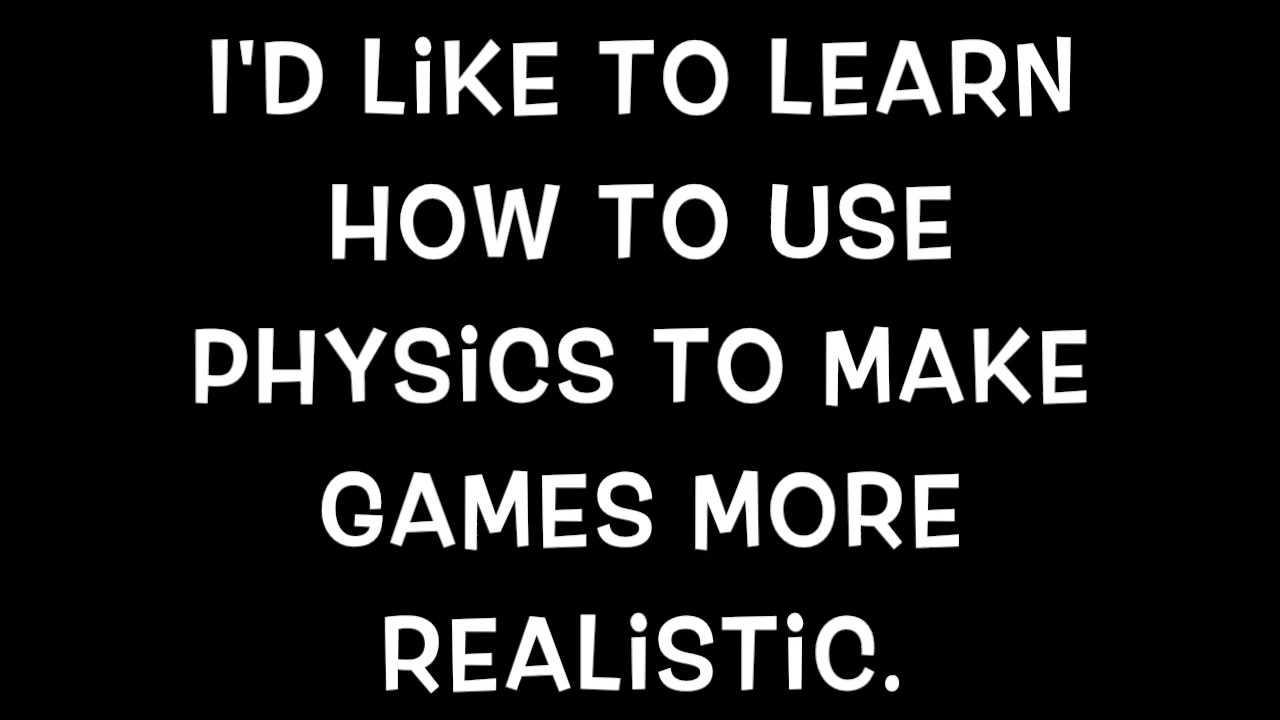 I'D LIKE TO LEARN
HOW TO USE
PHYSICS TO MAKE
GAMES MORE
REALISTIC.